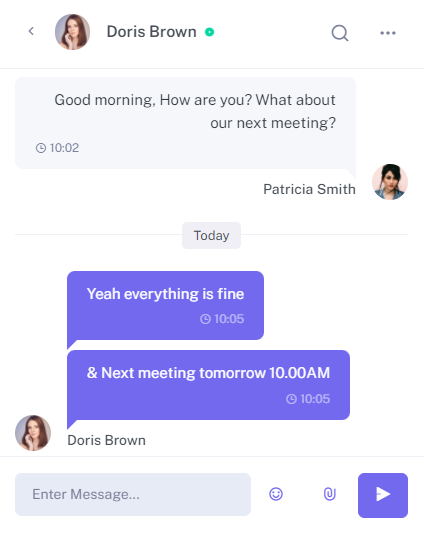 Doris Brown
Good morning, How are you? What about
our next meeting?
10:02
Patricia Smith
Today
Yeah everything is fine
10:05
& Next meeting tomorrow 10.00AM
10:05
Doris Brown
Enter Message...